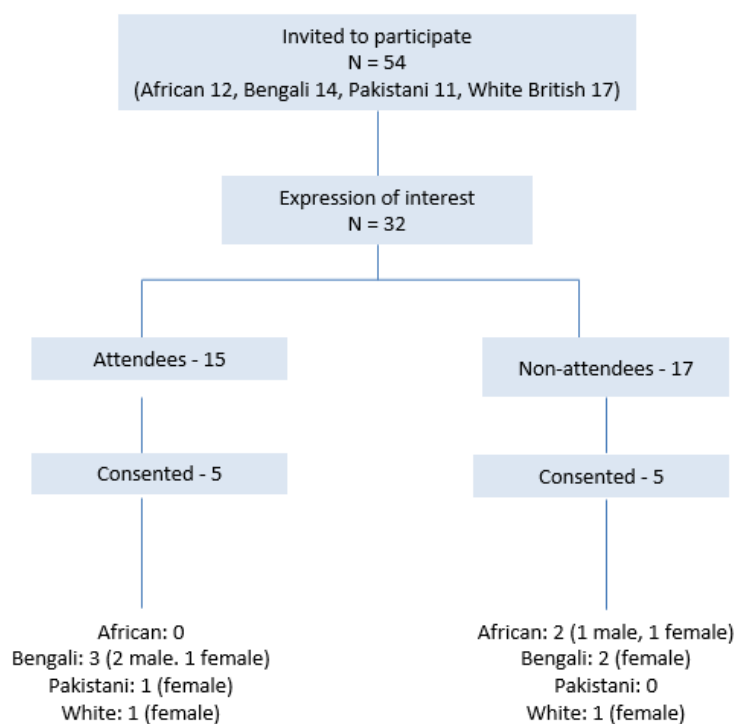 Invited to participate
N = 54
(African 12, Bengali 14, Pakistani 11, White British 17)
Expression of interest
N = 32
Attendees - 15
Non-attendees - 17
Consented - 5
Consented - 5
African: 0
Bengali: 3 (2 male. 1 female)
Pakistani: 1 (female)
White: 1 (female)
African: 2 (1 male, 1 female)
Bengali: 2 (female)
Pakistani: 0
White: 1 (female)